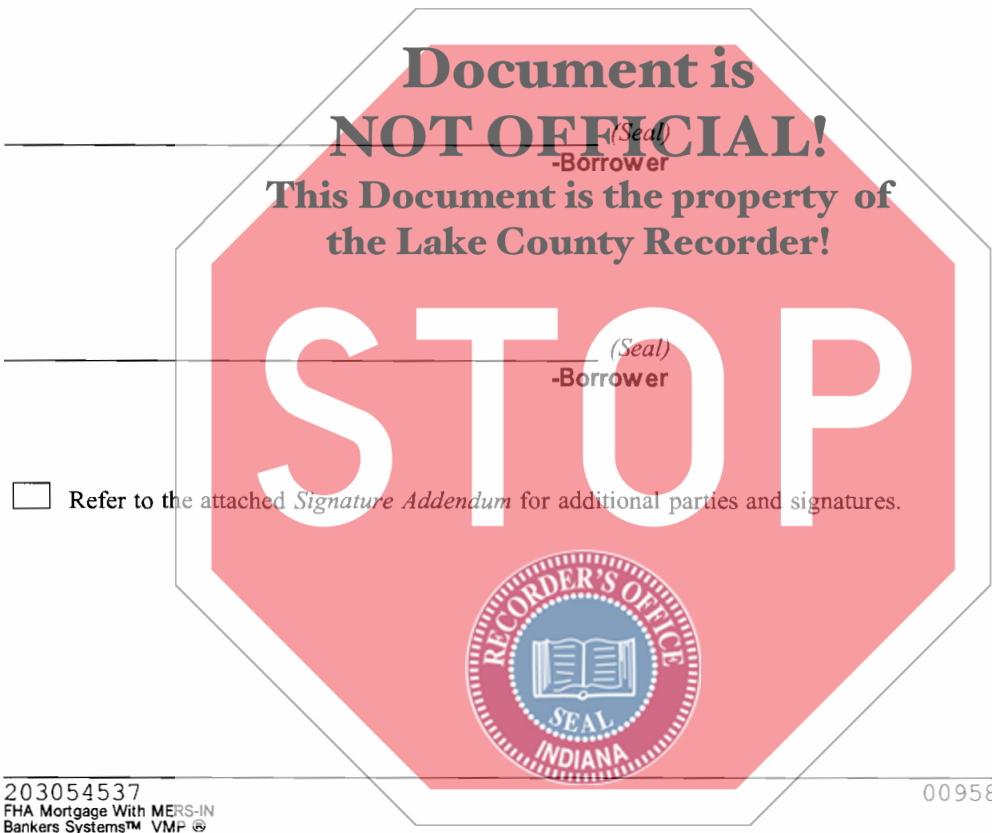 Document is
NOT OFFICIAL!
(Seal)
-Borrower
This Document is the property of
the Lake County Recorder!
STOP
(Seal)
-Borrower
Refer to the attached Signature Addendum for additional parties and signatures.
RECORDER'S OFFICE
SEAL
INDIANA
203054537
00958
FHA Mortgage With MERS-IN
Bankers Systems™ VMP ®